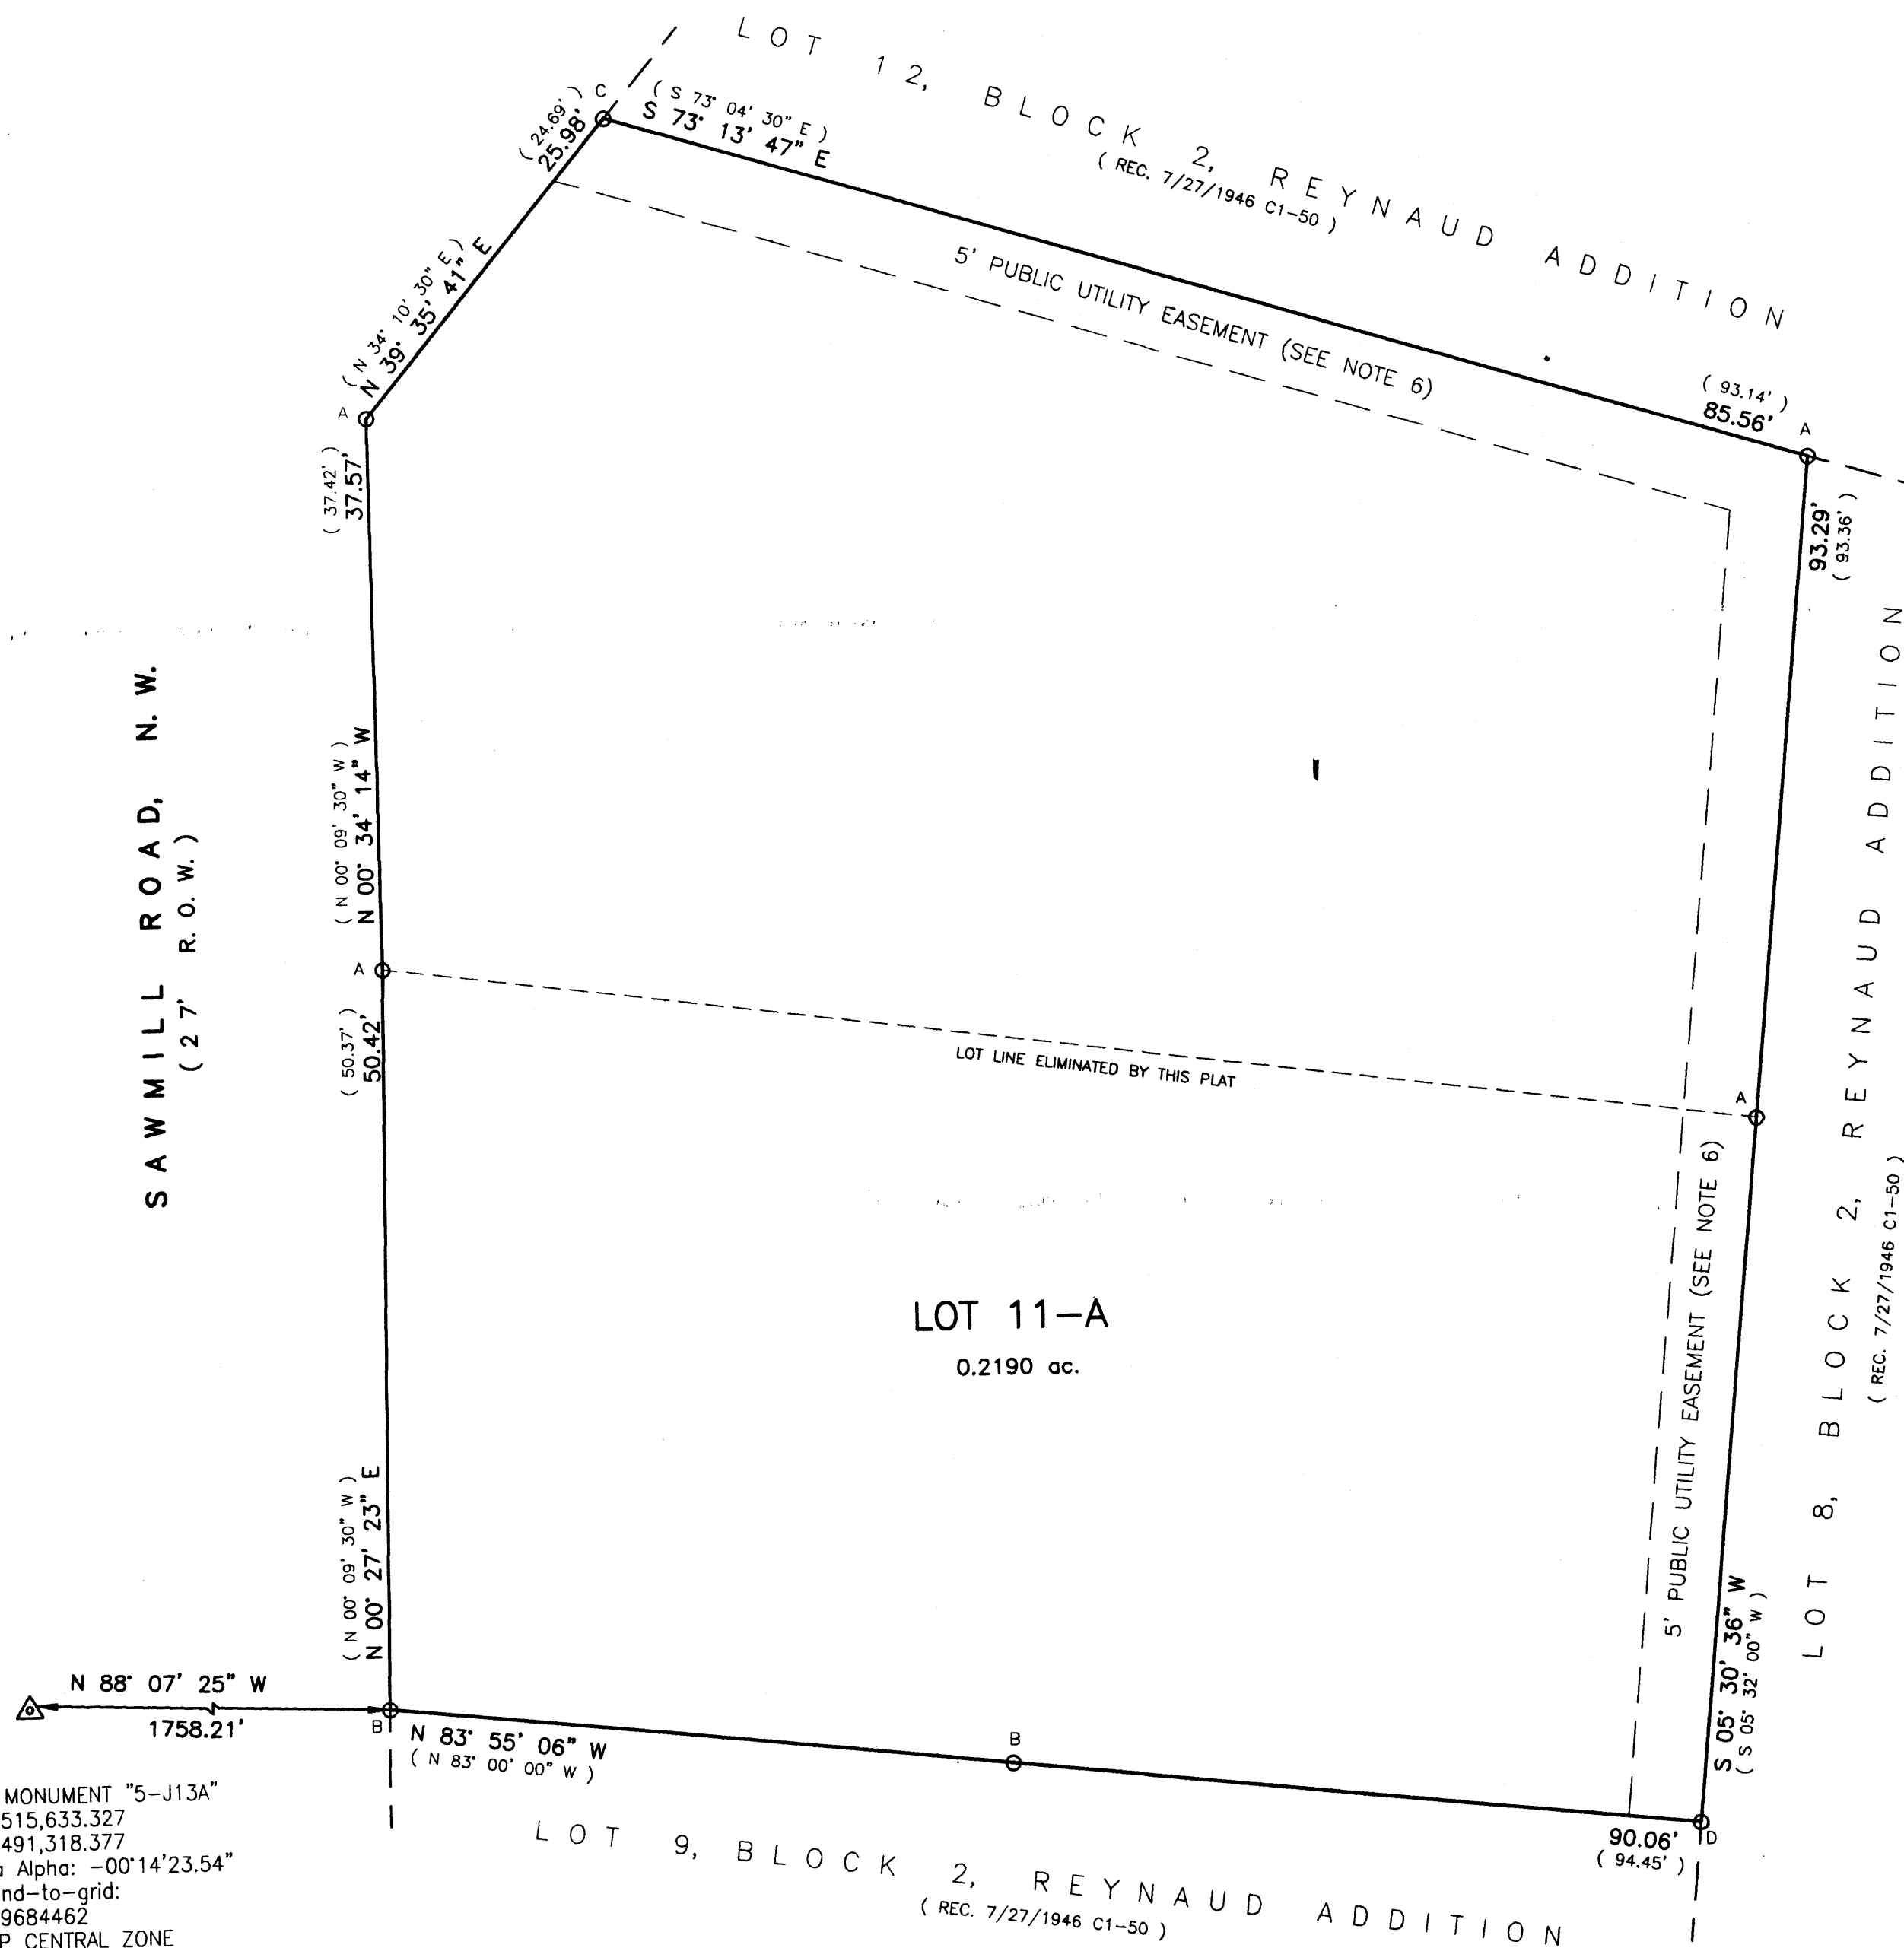 LOT 12, BLOCK 2, REYNAUD ADDITION
( REC. 7/27/1946 C1-50 )
C
( S 73° 04' 30" E )
S 73° 13' 47" E
( 24.69' )
25.98'
( N 34° 10' 30" E )
N 39° 35' 41" E
5' PUBLIC UTILITY EASEMENT (SEE NOTE 6)
( 93.14' )
85.56'
A
93.29'
( 93.36' )
A
( 37.42' )
37.57'
SAWMILL ROAD, N. W.
( 27' R. O. W. )
( N 00° 09' 30" W )
N 00° 34' 14" W
A
( 50.37' )
50.42'
LOT LINE ELIMINATED BY THIS PLAT
A
LOT 8, BLOCK 2, REYNAUD ADDITION
( REC. 7/27/1946 C1-50 )
5' PUBLIC UTILITY EASEMENT (SEE NOTE 6)
LOT 11-A
0.2190 ac.
( N 00° 09' 30" W )
N 00° 27' 23" E
S 05° 30' 36" W
( S 05° 32' 00" W )
N 88° 07' 25" W
1758.21'
B
N 83° 55' 06" W
( N 83° 00' 00" W )
B
90.06'
( 94.45' )
D
LOT 9, BLOCK 2, REYNAUD ADDITION
( REC. 7/27/1946 C1-50 )
MONUMENT "5-J13A"
515,633.327
491,318.377
Alpha: -00°14'23.54"
nd-to-grid:
9684462
P CENTRAL ZONE